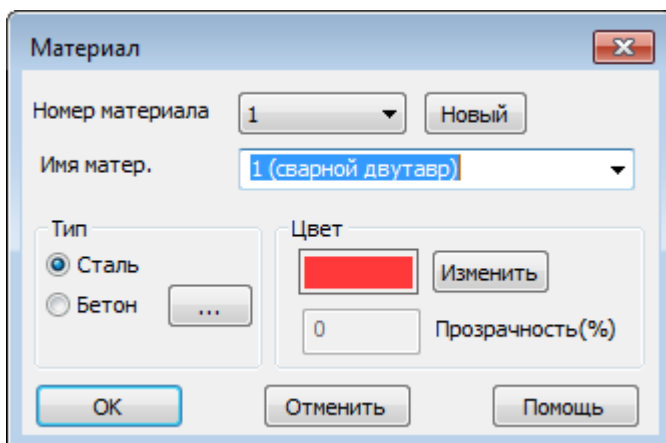 Материал
Номер материала 1 Новый
Имя матер. 1 (сварной двутавр)
Тип Цвет
Сталь Изменить
Бетон ... 0 Прозрачность(%)
OK Отменить Помощь